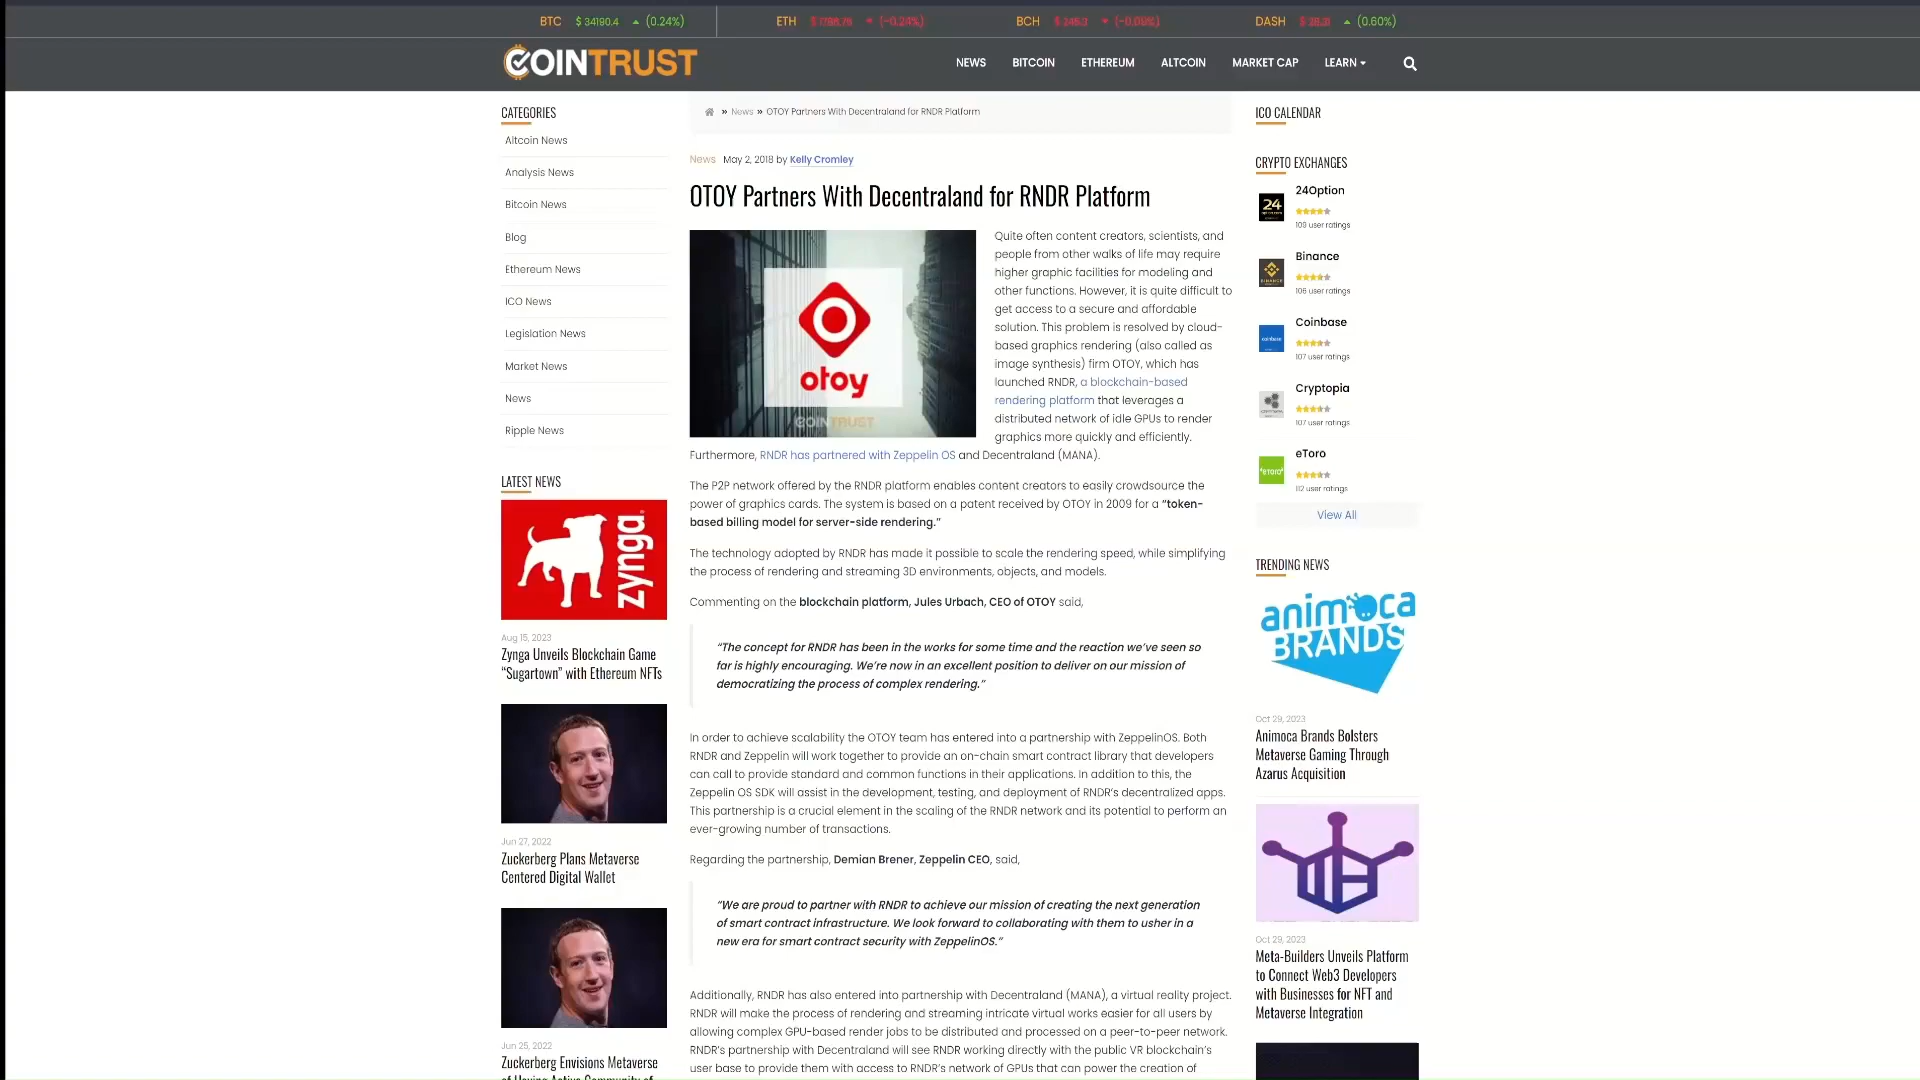 BTC $ 34190.4 (0.24%)
ETH (-0.24%)
BCH (-0.09%)
DASH (0.60%)
COINTRUST
NEWS BITCOIN ETHEREUM ALTCOIN MARKET CAP LEARN
CATEGORIES
Altcoin News
Analysis News
Bitcoin News
Blog
Ethereum News
ICO News
Legislation News
Market News
News
Ripple News
LATEST NEWS
zynga
Aug 15, 2023
Zynga Unveils Blockchain Game
“Sugartown” with Ethereum NFTs
Jun 27, 2022
Zuckerberg Plans Metaverse
Centered Digital Wallet
Jun 25, 2022
Zuckerberg Envisions Metaverse
» News » OTOY Partners With Decentraland for RNDR Platform
News May 2, 2018 by Kelly Cromley
OTOY Partners With Decentraland for RNDR Platform
otoy
COINTRUST
Quite often content creators, scientists, and
people from other walks of life may require
higher graphic facilities for modeling and
other functions. However, it is quite difficult to
get access to a secure and affordable
solution. This problem is resolved by cloud-
based graphics rendering (also called as
image synthesis) firm OTOY, which has
launched RNDR, a blockchain-based
rendering platform that leverages a
distributed network of idle GPUs to render
graphics more quickly and efficiently.
Furthermore, RNDR has partnered with Zeppelin OS and Decentraland (MANA).
The P2P network offered by the RNDR platform enables content creators to easily crowdsource the
power of graphics cards. The system is based on a patent received by OTOY in 2009 for a “token-
based billing model for server-side rendering.”
The technology adopted by RNDR has made it possible to scale the rendering speed, while simplifying
the process of rendering and streaming 3D environments, objects, and models.
Commenting on the blockchain platform, Jules Urbach, CEO of OTOY said,
“The concept for RNDR has been in the works for some time and the reaction we’ve seen so
far is highly encouraging. We’re now in an excellent position to deliver on our mission of
democratizing the process of complex rendering.”
In order to achieve scalability the OTOY team has entered into a partnership with ZeppelinOS. Both
RNDR and Zeppelin will work together to provide an on-chain smart contract library that developers
can call to provide standard and common functions in their applications. In addition to this, the
Zeppelin OS SDK will assist in the development, testing, and deployment of RNDR’s decentralized apps.
This partnership is a crucial element in the scaling of the RNDR network and its potential to perform an
ever-growing number of transactions.
Regarding the partnership, Demian Brener, Zeppelin CEO, said,
“We are proud to partner with RNDR to achieve our mission of creating the next generation
of smart contract infrastructure. We look forward to collaborating with them to usher in a
new era for smart contract security with ZeppelinOS.”
Additionally, RNDR has also entered into partnership with Decentraland (MANA), a virtual reality project.
RNDR will make the process of rendering and streaming intricate virtual works easier for all users by
allowing complex GPU-based render jobs to be distributed and processed on a peer-to-peer network.
RNDR’s partnership with Decentraland will see RNDR working directly with the public VR blockchain’s
user base to provide them with access to RNDR’s network of GPUs that can power the creation of
ICO CALENDAR
CRYPTO EXCHANGES
24
24Option
109 user ratings
Binance
106 user ratings
coinbase
Coinbase
107 user ratings
Cryptopia
107 user ratings
eToro
eToro
112 user ratings
View All
TRENDING NEWS
animoca
BRANDS
Oct 29, 2023
Animoca Brands Bolsters
Metaverse Gaming Through
Azarus Acquisition
Oct 29, 2023
Meta-Builders Unveils Platform
to Connect Web3 Developers
with Businesses for NFT and
Metaverse Integration